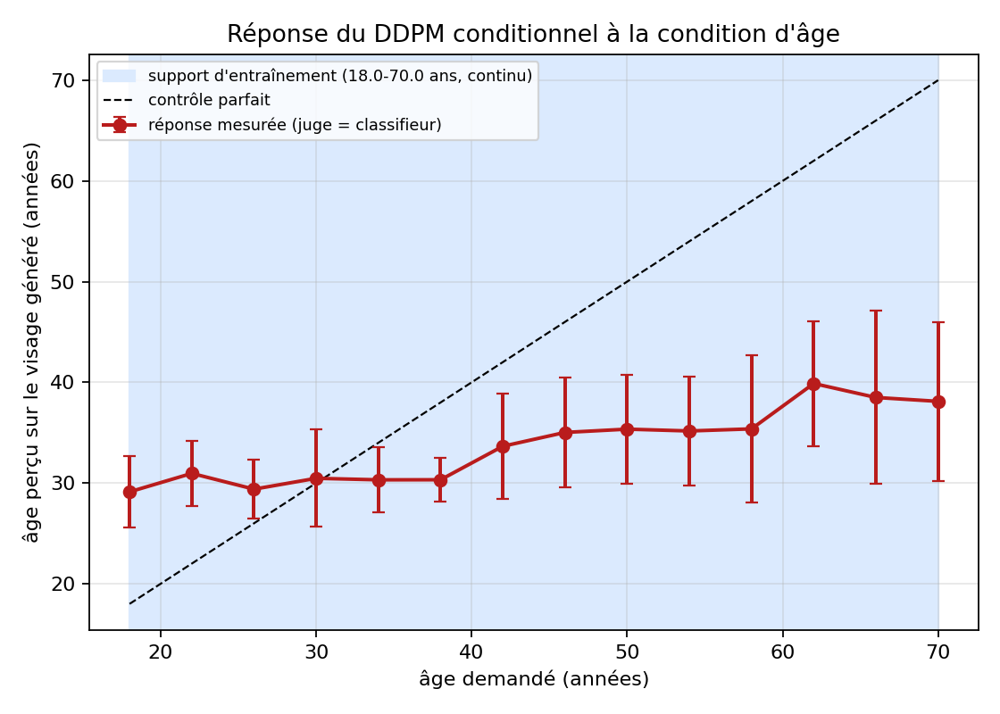 Réponse du DDPM conditionnel à la condition d'âge
support d'entraînement (18.0-70.0 ans, continu)
contrôle parfait
réponse mesurée (juge = classifieur)
âge perçu sur le visage généré (années)
70
60
50
40
30
20
20 30 40 50 60 70
âge demandé (années)